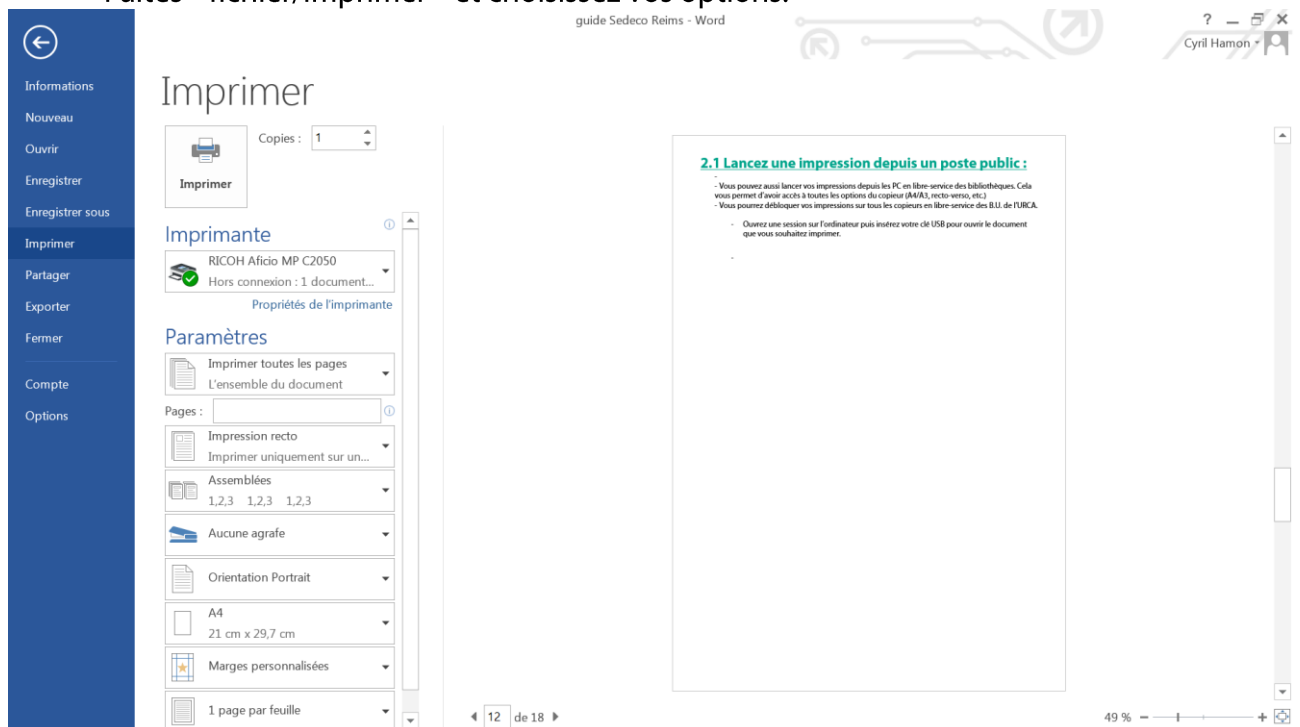 Faites " fichier/imprimer " et choisissez vos options.
guide Sedeco Reims - Word
?
Cyril Hamon
Informations
Nouveau
Ouvrir
Enregistrer
Enregistrer sous
Imprimer
Partager
Exporter
Fermer
Compte
Options
Imprimer
Imprimer
Copies : 1
Imprimante
RICOH Aficio MP C2050
Hors connexion : 1 document...
Propriétés de l'imprimante
Paramètres
Imprimer toutes les pages
L'ensemble du document
Pages :
Impression recto
Imprimer uniquement sur un...
Assemblées
1,2,3 1,2,3 1,2,3
Aucune agrafe
Orientation Portrait
A4
21 cm x 29,7 cm
Marges personnalisées
1 page par feuille
2.1 Lancez une impression depuis un poste public :
-
- Vous pouvez aussi lancer vos impressions depuis les PC en libre-service des bibliothèques. Cela
vous permet d'avoir accès à toutes les options du copieur (A4/A3, recto-verso, etc.)
- Vous pourrez débloquer vos impressions sur tous les copieurs en libre-service des B.U. de l'URCA.
- Ouvrez une session sur l'ordinateur puis insérez votre clé USB pour ouvrir le document
que vous souhaitez imprimer.
-
12 de 18
49 %